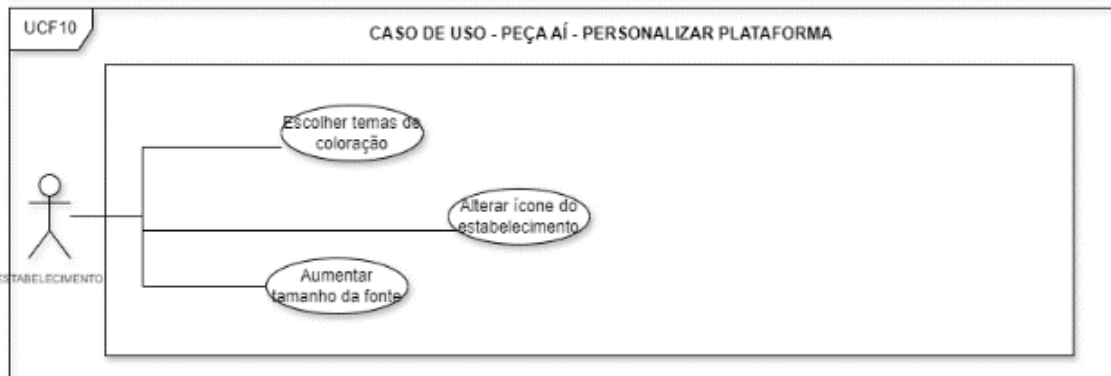 UCF10
CASO DE USO - PEÇA AÍ - PERSONALIZAR PLATAFORMA
Escolher temas de
coloração
Alterar ícone do
estabelecimento
ESTABELECIMENTO
Aumentar
tamanho da fonte